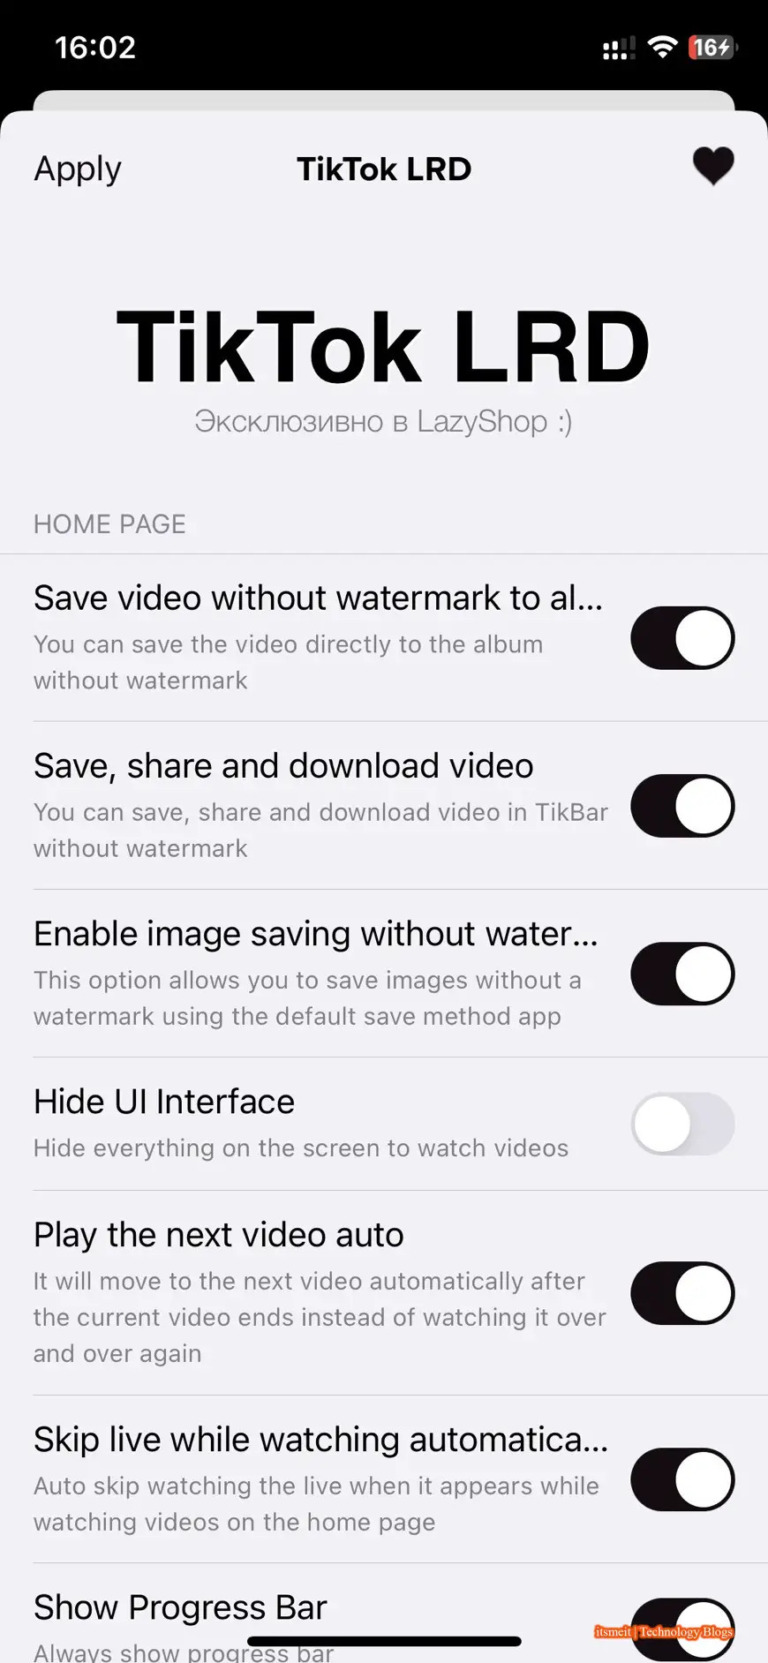 16:02
16
Apply
TikTok LRD
TikTok LRD
Эксклюзивно в LazyShop :)
HOME PAGE
Save video without watermark to al...
You can save the video directly to the album
without watermark
Save, share and download video
You can save, share and download video in TikBar
without watermark
Enable image saving without water...
This option allows you to save images without a
watermark using the default save method app
Hide UI Interface
Hide everything on the screen to watch videos
Play the next video auto
It will move to the next video automatically after
the current video ends instead of watching it over
and over again
Skip live while watching automatica...
Auto skip watching the live when it appears while
watching videos on the home page
Show Progress Bar
itsmeit | Technology Blogs
Always show progress bar